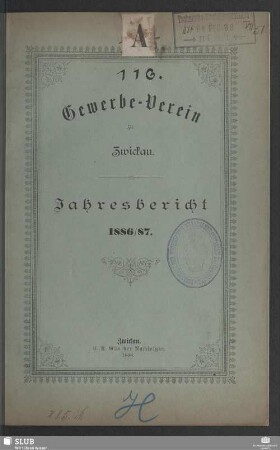 A
116.
Gewerbe-Verein
zu
Zwickau.
Jahresbericht
1886/87.
Zwickau.
H
SLUB